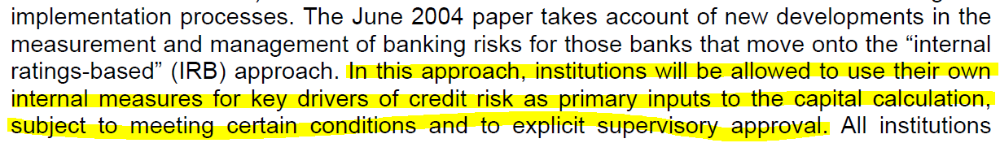 implementation processes. The June 2004 paper takes account of new developments in the
measurement and management of banking risks for those banks that move onto the “internal
ratings-based” (IRB) approach. In this approach, institutions will be allowed to use their own
internal measures for key drivers of credit risk as primary inputs to the capital calculation,
subject to meeting certain conditions and to explicit supervisory approval. All institutions